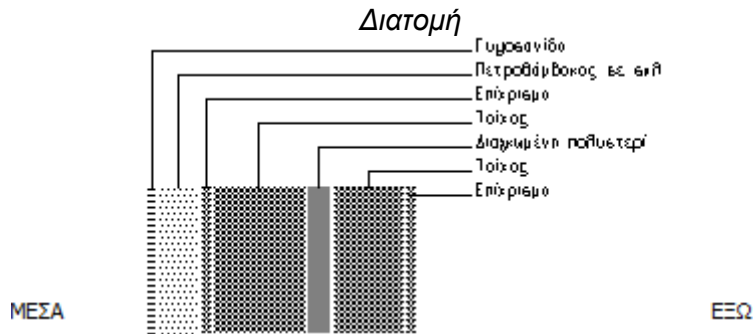 Διατομή
Γυψοσανίδα
Πετροβάμβακας σε
Επίχρισμα
Τοίχος
Διογκωμένη πολυστερί
Τοίχος
Επίχρισμα
ΜΕΣΑ
ΕΞΩ